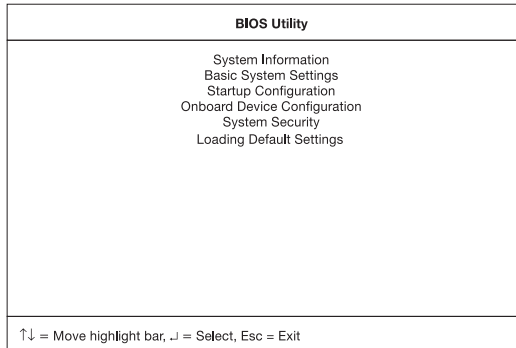 BIOS Utility
System Information
Basic System Settings
Startup Configuration
Onboard Device Configuration
System Security
Loading Default Settings
↑↓ = Move highlight bar, ↵ = Select, Esc = Exit